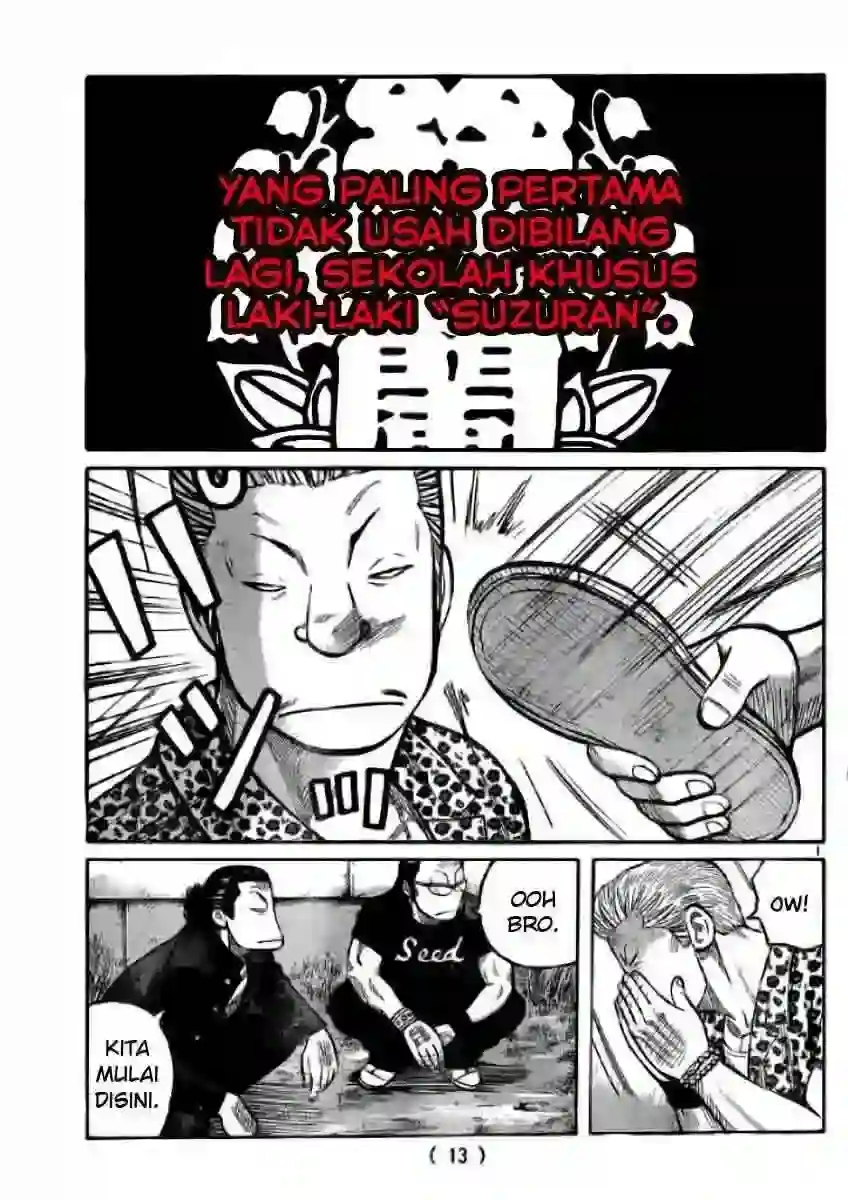 YANG PALING PERTAMA
TIDAK USAH DIBILANG
LAGI, SEKOLAH KHUSUS
LAKI-LAKI “SUZURAN”.
OOH
BRO.
OW!
KITA
MULAI
DISINI.
Seed
( 13 )